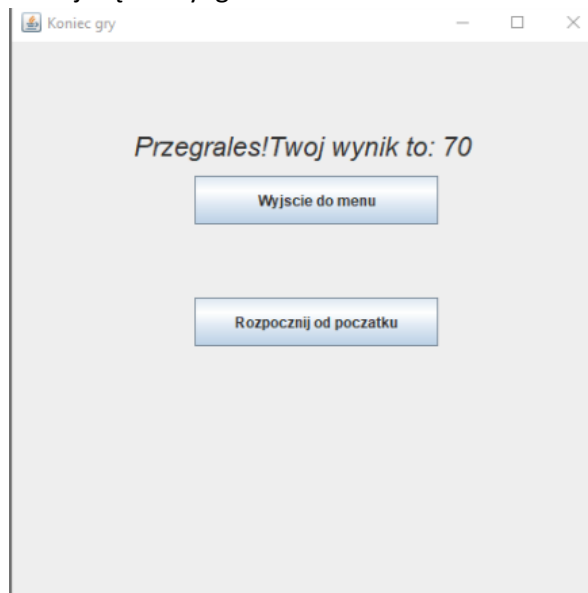 Koniec gry
Przegrales!Twoj wynik to: 70
Wyjscie do menu
Rozpocznij od poczatku